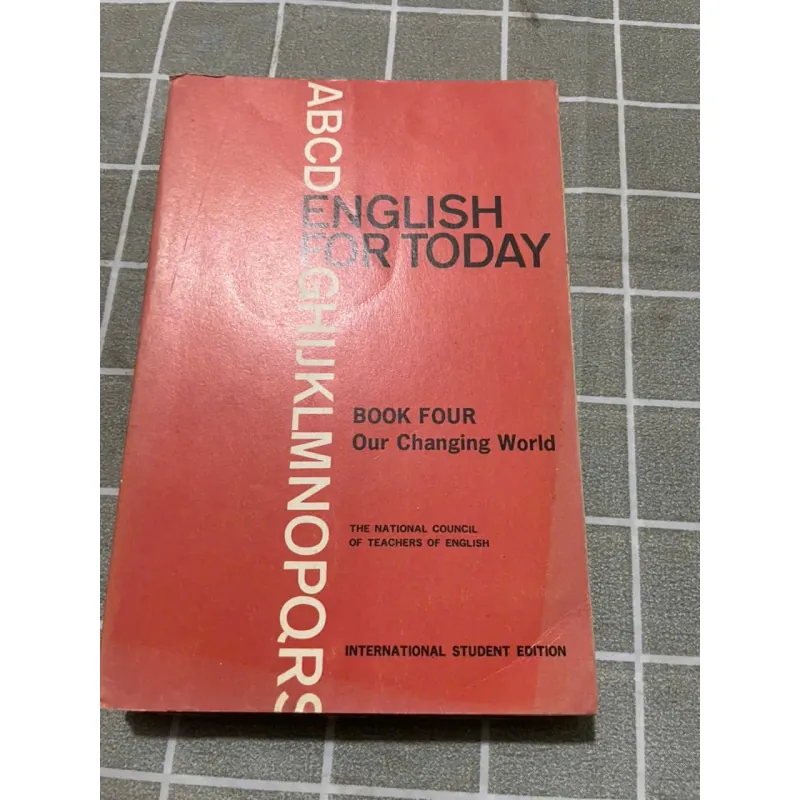 ABCDEFGHIJKLMNOPQRS
ENGLISH
FOR TODAY
BOOK FOUR
Our Changing World
THE NATIONAL COUNCIL
OF TEACHERS OF ENGLISH
INTERNATIONAL STUDENT EDITION